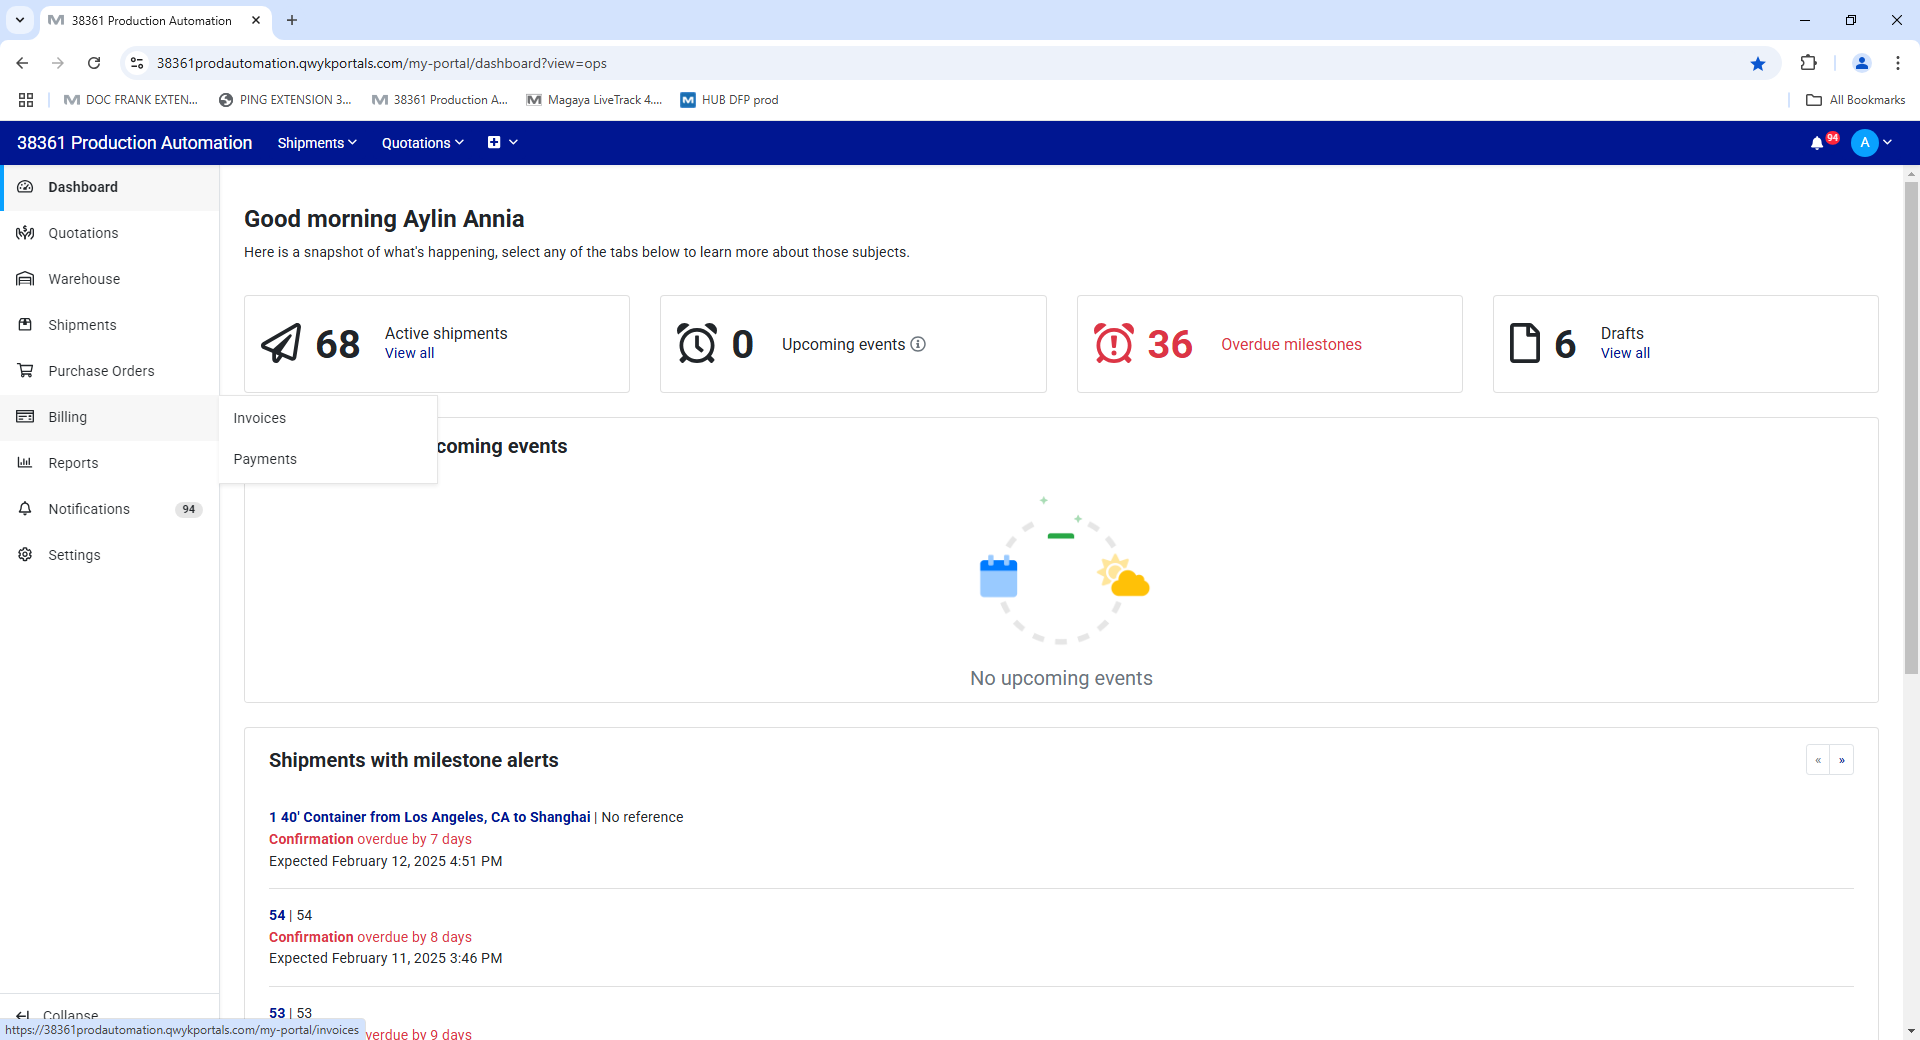 38361 Production Automation
38361prodautomation.qwykportals.com/my-portal/dashboard?view=ops
DOC FRANK EXTEN...
PING EXTENSION 3...
38361 Production A...
Magaya LiveTrack 4....
HUB DFP prod
All Bookmarks
38361 Production Automation
Shipments
Quotations
94
A
Dashboard
Quotations
Warehouse
Shipments
Purchase Orders
Billing
Reports
Notifications 94
Settings
Collapse
Invoices
Payments
Good morning Aylin Annia
Here is a snapshot of what's happening, select any of the tabs below to learn more about those subjects.
68
Active shipments
View all
0
Upcoming events
36
Overdue milestones
6
Drafts
View all
coming events
No upcoming events
Shipments with milestone alerts
« »
1 40' Container from Los Angeles, CA to Shanghai | No reference
Confirmation overdue by 7 days
Expected February 12, 2025 4:51 PM
54 | 54
Confirmation overdue by 8 days
Expected February 11, 2025 3:46 PM
53 | 53
verdue by 9 days
https://38361prodautomation.qwykportals.com/my-portal/invoices